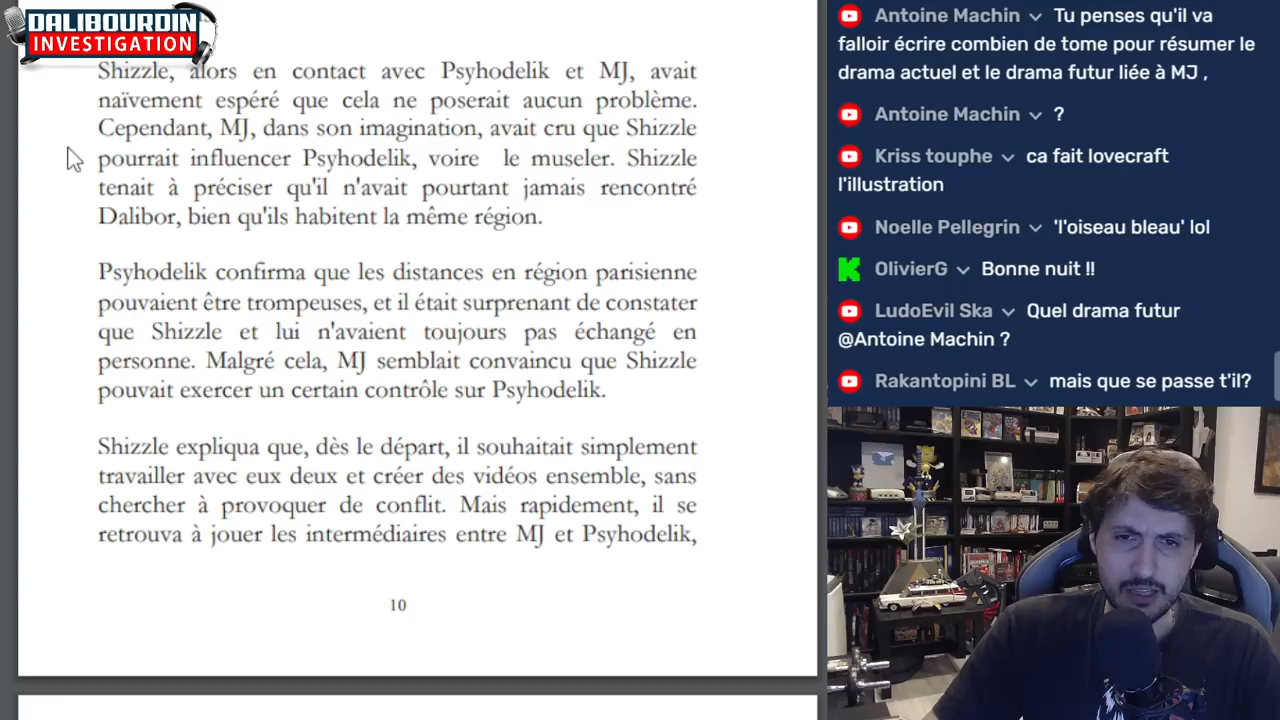 DALIBOURDIN
INVESTIGATION
Shizzle, alors en contact avec Psyhodelik et MJ, avait
naïvement espéré que cela ne poserait aucun problème.
Cependant, MJ, dans son imagination, avait cru que Shizzle
pourrait influencer Psyhodelik, voire le museler. Shizzle
tenait à préciser qu'il n'avait pourtant jamais rencontré
Dalibor, bien qu'ils habitent la même région.
Psyhodelik confirma que les distances en région parisienne
pouvaient être trompeuses, et il était surprenant de constater
que Shizzle et lui n'avaient toujours pas échangé en
personne. Malgré cela, MJ semblait convaincu que Shizzle
pouvait exercer un certain contrôle sur Psyhodelik.
Shizzle expliqua que, dès le départ, il souhaitait simplement
travailler avec eux deux et créer des vidéos ensemble, sans
chercher à provoquer de conflit. Mais rapidement, il se
retrouva à jouer les intermédiaires entre MJ et Psyhodelik,
10
Antoine Machin Tu penses qu'il va
falloir écrire combien de tome pour résumer le
drama actuel et le drama futur liée à MJ ,
Antoine Machin ?
Kriss touphe ca fait lovecraft
l'illustration
Noelle Pellegrin 'l'oiseau bleau' lol
OlivierG Bonne nuit !!
LudoEvil Ska Quel drama futur
@Antoine Machin ?
Rakantopini BL mais que se passe t'il?